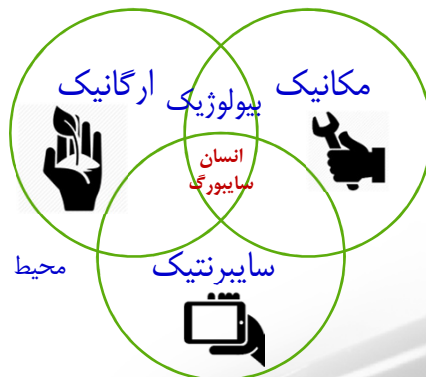 مکانیک
ارگانیک
بیولوژیک
انسان
سایبورگ
سایبرنتیک
محیط